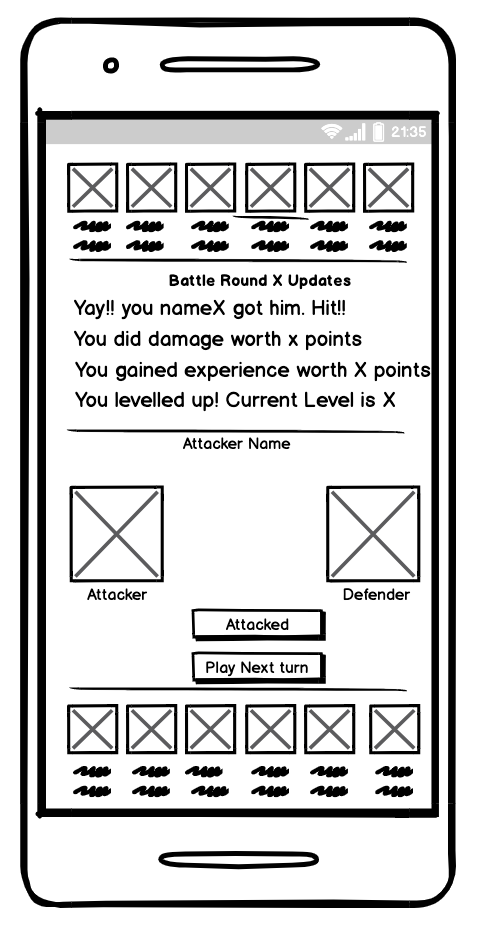 21:35
Battle Round X Updates
Yay!! you nameX got him. Hit!!
You did damage worth x points
You gained experience worth X points
You levelled up! Current Level is X
Attacker Name
Attacker
Defender
Attacked
Play Next turn